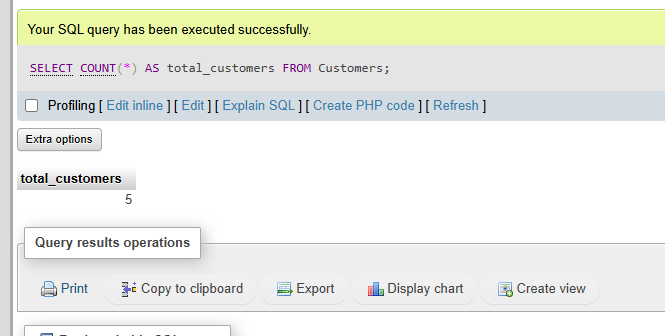 Your SQL query has been executed successfully.
SELECT COUNT(*) AS total_customers FROM Customers;
Profiling [ Edit inline ] [ Edit ] [ Explain SQL ] [ Create PHP code ] [ Refresh ]
Extra options
total_customers
5
Query results operations
Print Copy to clipboard Export Display chart Create view